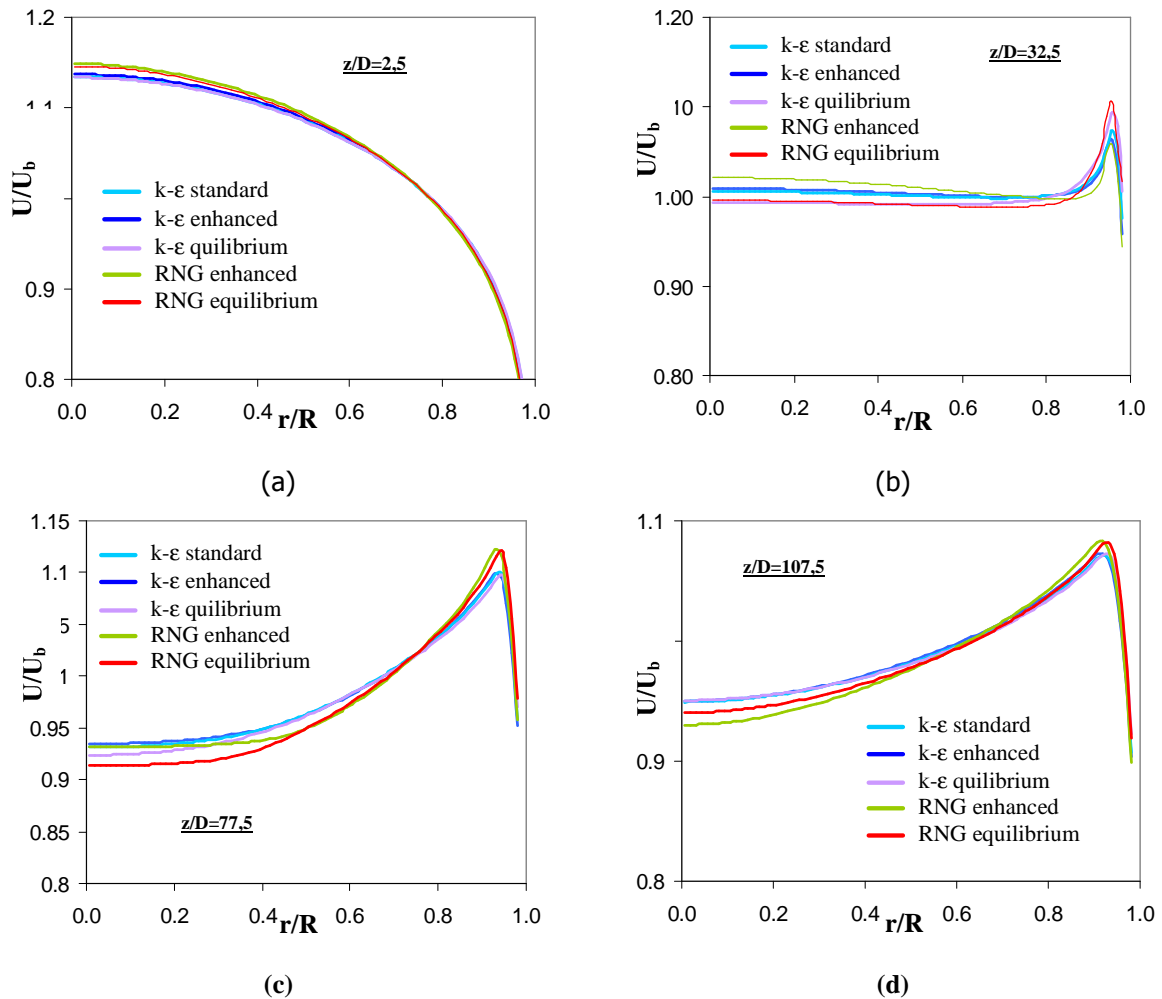 1.2
1.1
0.9
0.8
U/Ub
z/D=2,5
k-ε standard
k-ε enhanced
k-ε quilibrium
RNG enhanced
RNG equilibrium
0.0 0.2 0.4 0.6 0.8 1.0
r/R
(a)
k-ε standard
k-ε enhanced
k-ε quilibrium
RNG enhanced
RNG equilibrium
z/D=32,5
1.20
1.10
1.00
0.90
0.80
U/Ub
0.0 0.2 0.4 0.6 0.8 1.0
r/R
(b)
1.15
1.1
5
1
0.95
0.9
0.85
0.8
U/Ub
k-ε standard
k-ε enhanced
k-ε quilibrium
RNG enhanced
RNG equilibrium
z/D=77,5
0.0 0.2 0.4 0.6 0.8 1.0
r/R
(c)
1.1
0.9
0.8
U/Ub
z/D=107,5
k-ε standard
k-ε enhanced
k-ε quilibrium
RNG enhanced
RNG equilibrium
0.0 0.2 0.4 0.6 0.8 1.0
r/R
(d)